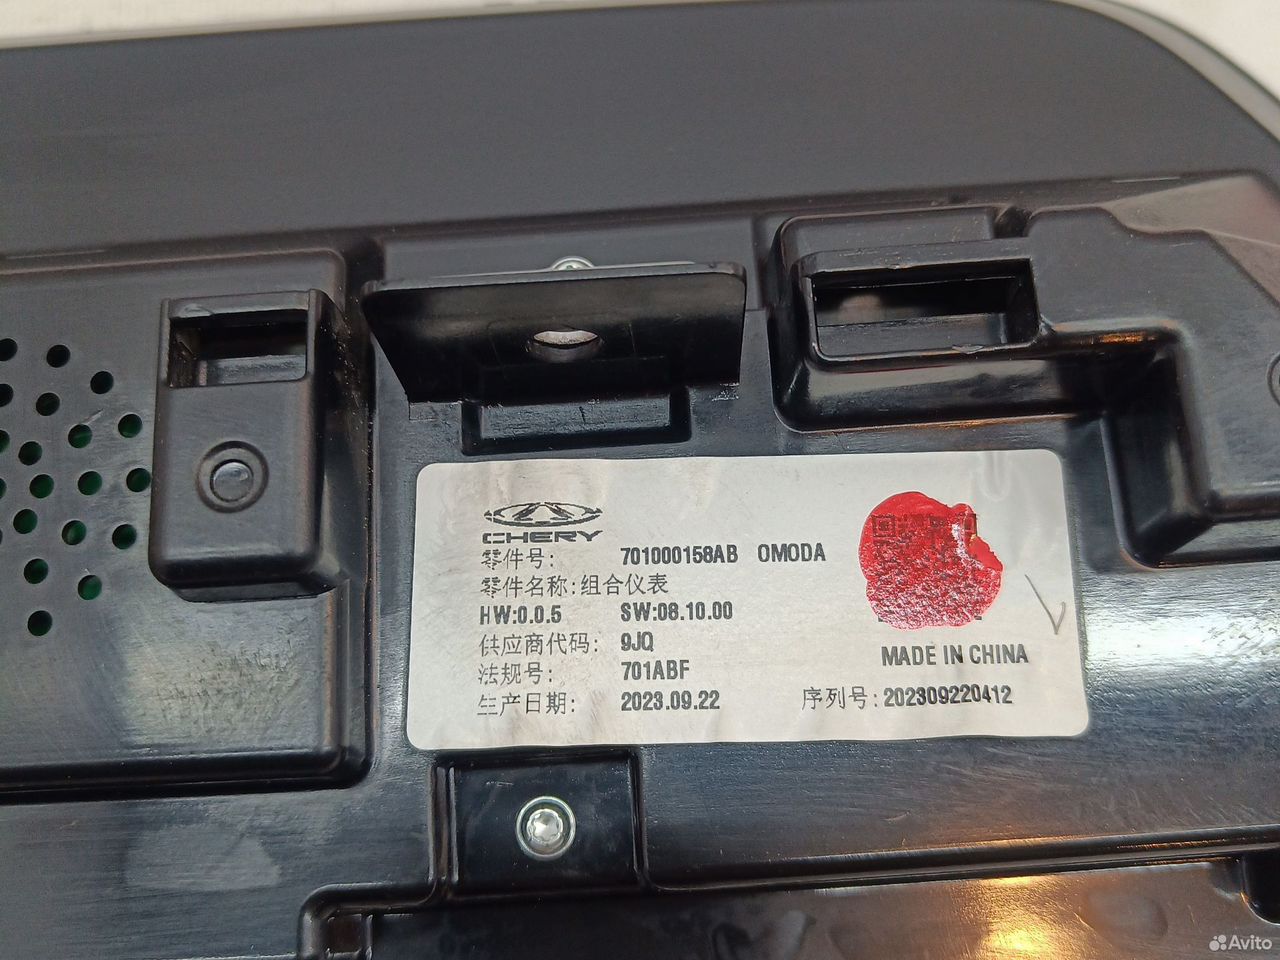 CHERY
零件号: 701000158AB OMODA
零件名称:组合仪表
HW:0.0.5 SW:08.10.00
供应商代码: 9JQ
MADE IN CHINA
法规号: 701ABF
生产日期: 2023.09.22 序列号:202309220412
Avito